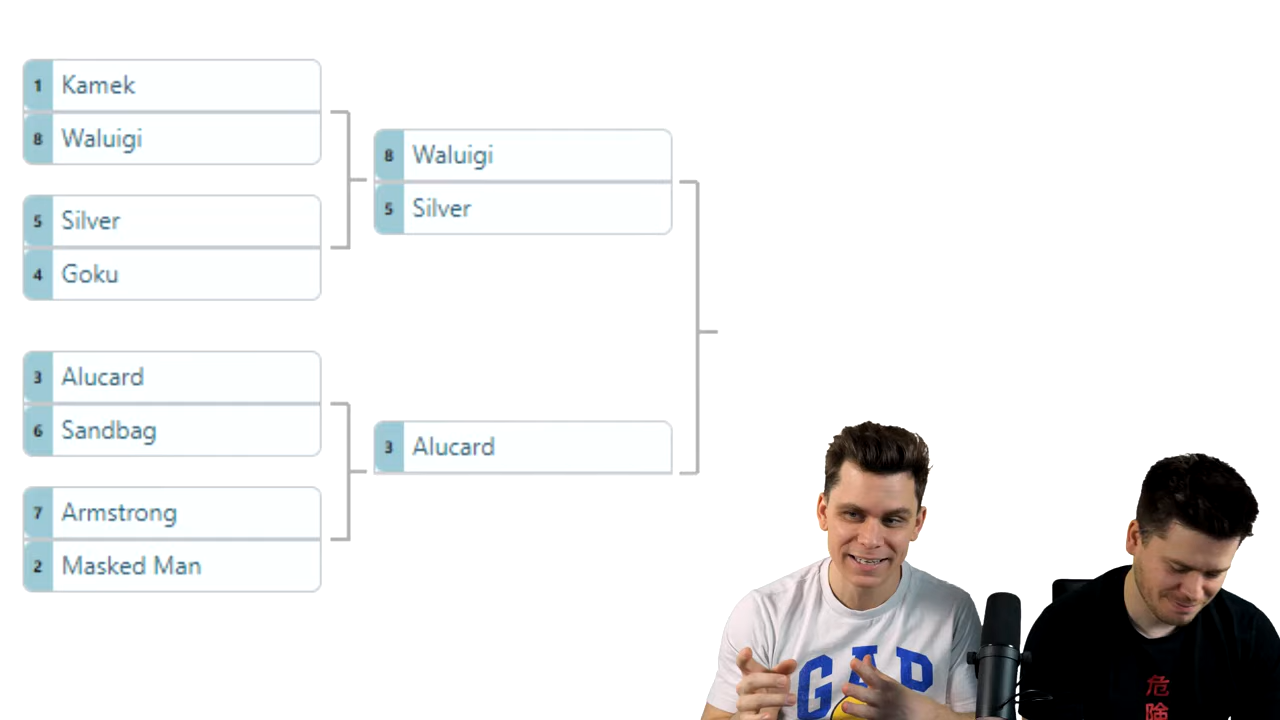 1 Kamek
8 Waluigi
5 Silver
4 Goku
3 Alucard
6 Sandbag
7 Armstrong
2 Masked Man
8 Waluigi
5 Silver
3 Alucard
GAP
危
険